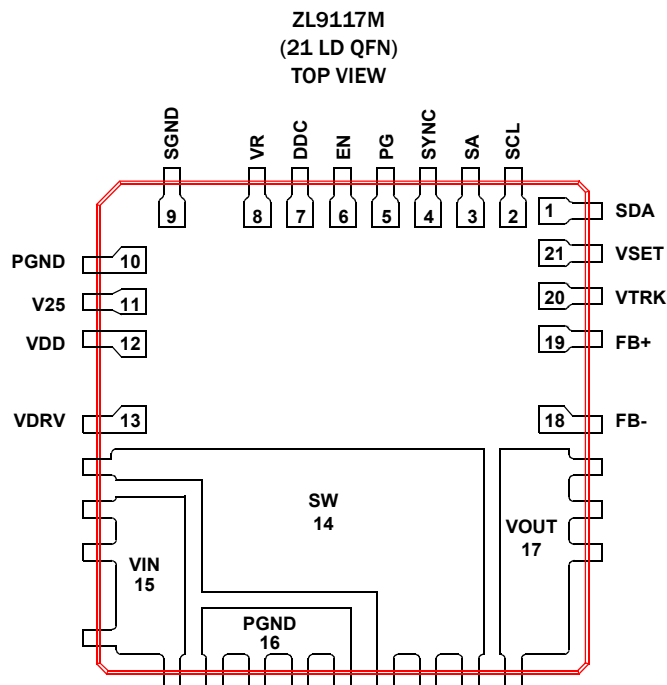 ZL9117M
(21 LD QFN)
TOP VIEW
SGND
VR
DDC
EN
PG
SYNC
SA
SCL
9
8
7
6
5
4
3
2
1
SDA
21
VSET
20
VTRK
19
FB+
18
FB-
PGND
10
V25
11
VDD
12
VDRV
13
SW
14
VOUT
17
VIN
15
PGND
16